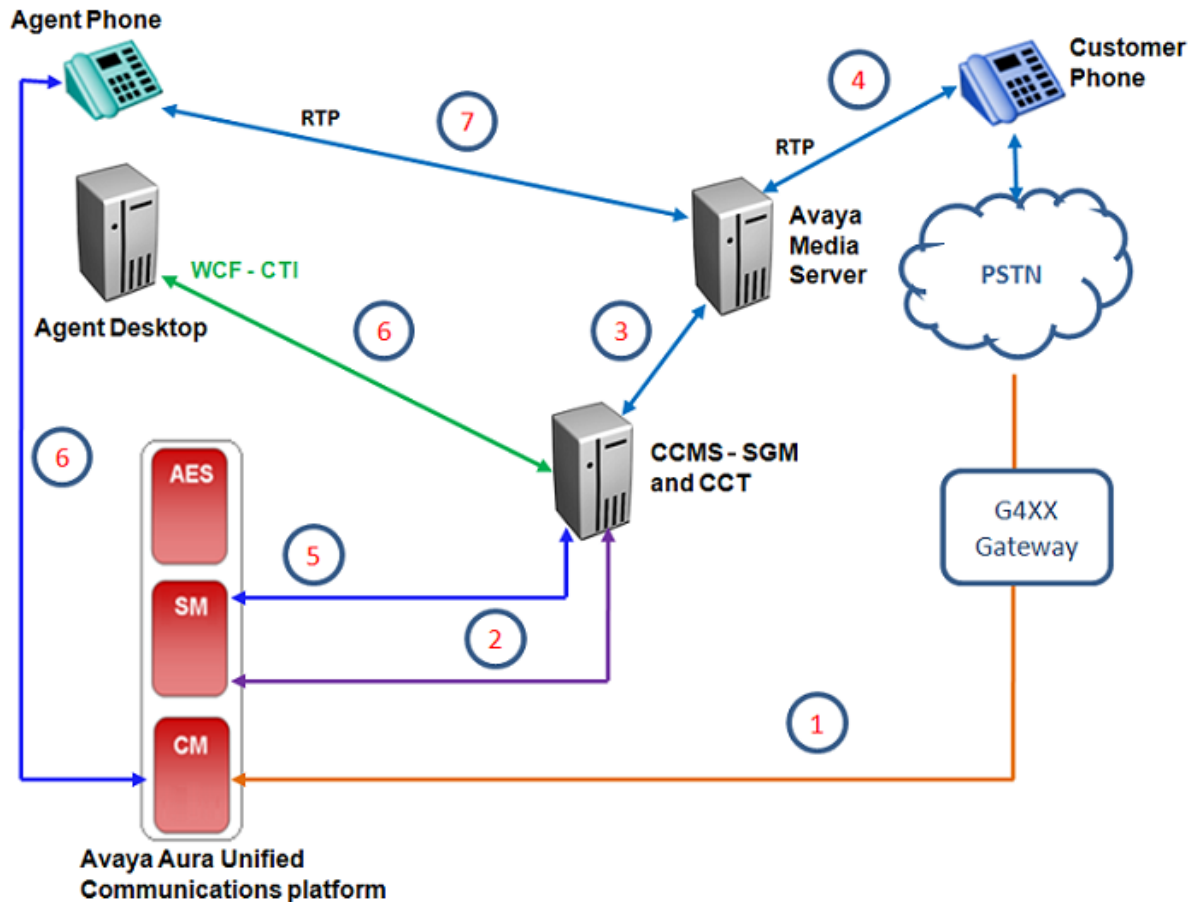 Agent Phone
Customer
Phone
4
7
RTP
RTP
Avaya
Media
Server
PSTN
WCF - CTI
Agent Desktop
6
3
6
CCMS - SGM
and CCT
AES
G4XX
Gateway
5
SM
2
1
CM
Avaya Aura Unified
Communications platform